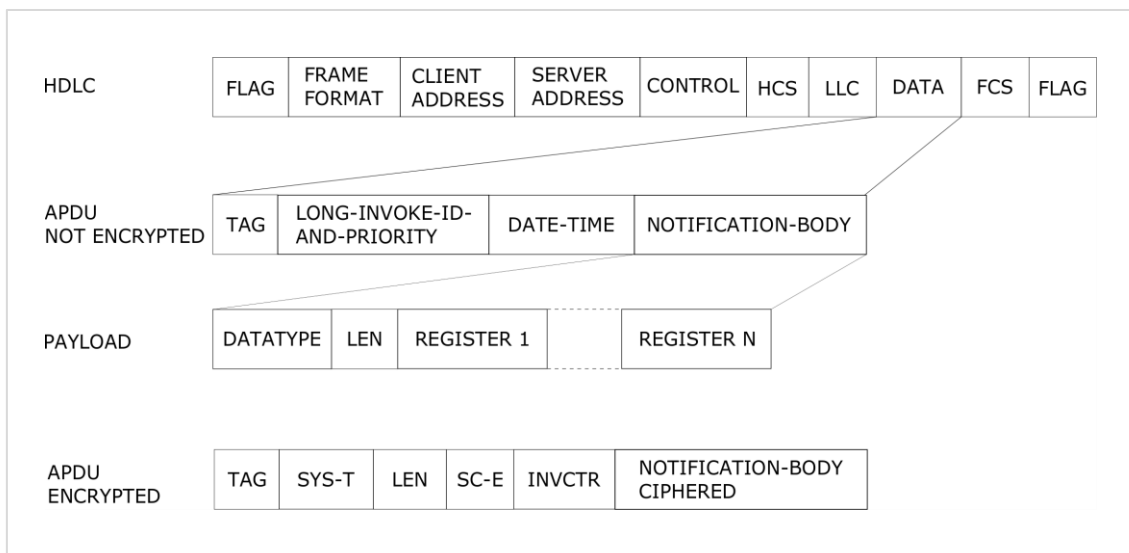 HDLC
FLAG
FRAME
FORMAT
CLIENT
ADDRESS
SERVER
ADDRESS
CONTROL
HCS
LLC
DATA
FCS
FLAG
APDU
NOT ENCRYPTED
TAG
LONG-INVOKE-ID-
AND-PRIORITY
DATE-TIME
NOTIFICATION-BODY
PAYLOAD
DATATYPE
LEN
REGISTER 1
REGISTER N
APDU
ENCRYPTED
TAG
SYS-T
LEN
SC-E
INVCTR
NOTIFICATION-BODY
CIPHERED